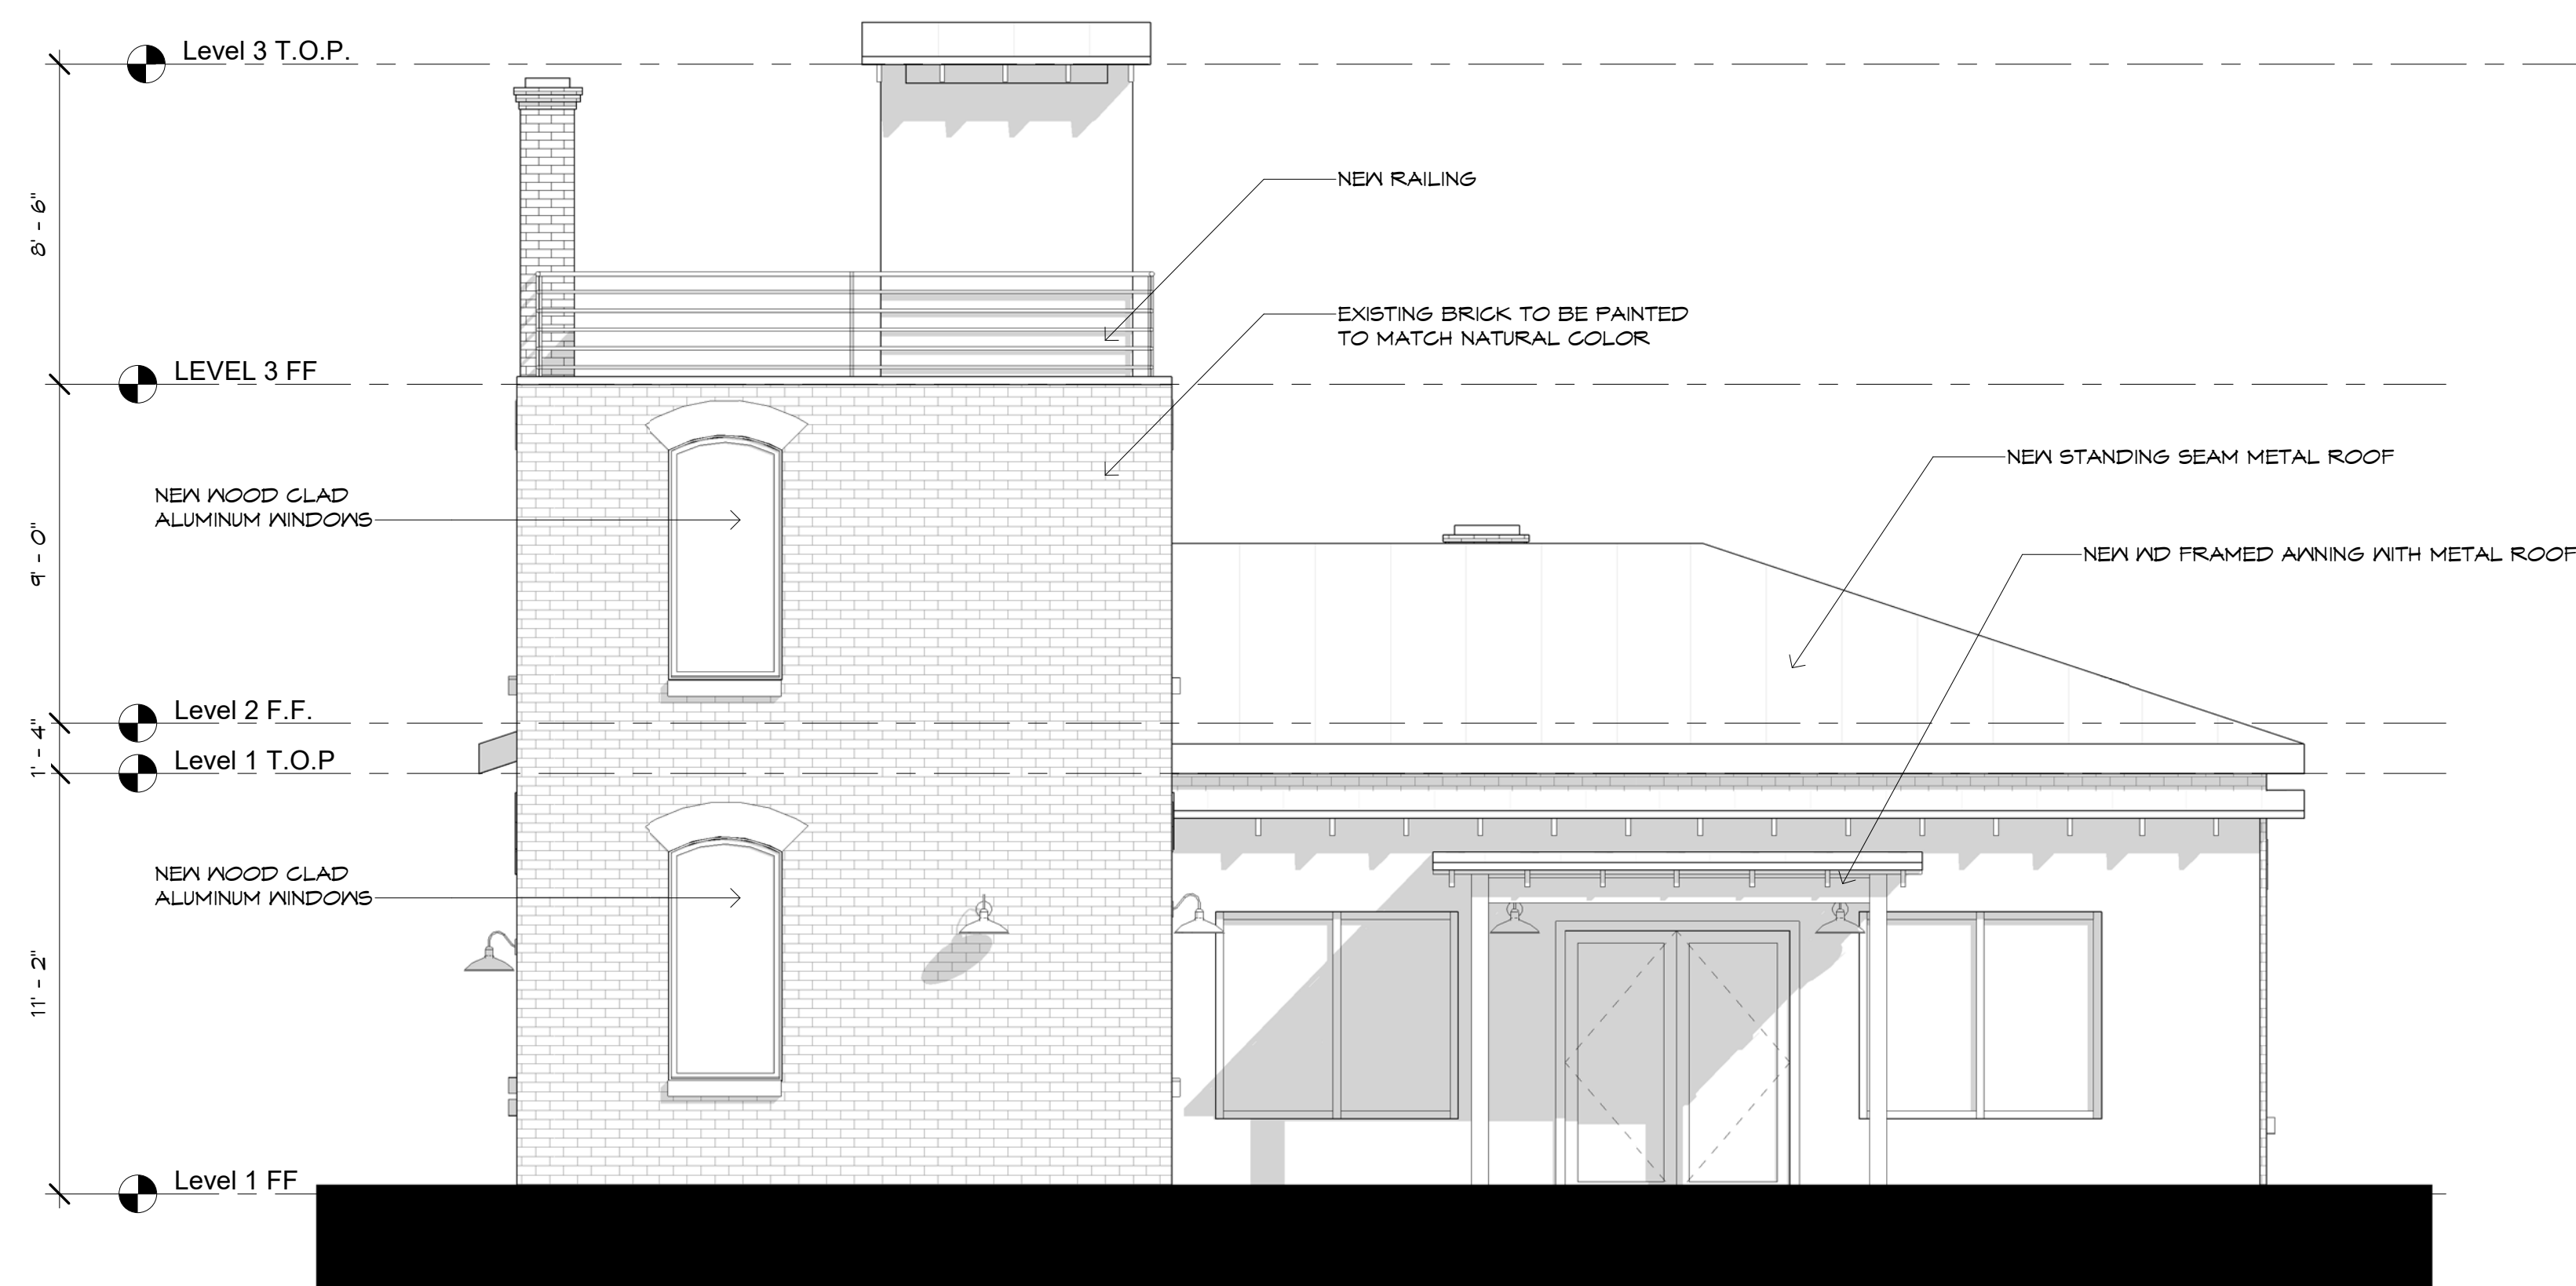 Level 3 T.O.P.
NEW RAILING
8' - 6"
EXISTING BRICK TO BE PAINTED
TO MATCH NATURAL COLOR
LEVEL 3 FF
NEW STANDING SEAM METAL ROOF
NEW WOOD CLAD
ALUMINUM WINDOWS
9' - 0"
NEW WD FRAMED AWNING WITH METAL ROOF
Level 2 F.F.
1' - 4"
Level 1 T.O.P
NEW WOOD CLAD
ALUMINUM WINDOWS
11' - 2"
Level 1 FF